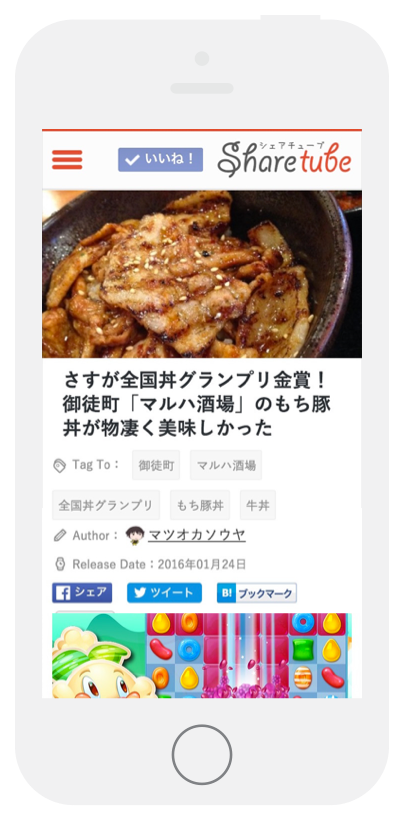 いいね！
シェアチューブ
Sharetube
さすが全国丼グランプリ金賞！
御徒町「マルハ酒場」のもち豚
丼が物凄く美味しかった
Tag To： 御徒町 マルハ酒場
全国丼グランプリ もち豚丼 牛丼
Author： マツオカソウヤ
Release Date：2016年01月24日
シェア ツイート B! ブックマーク